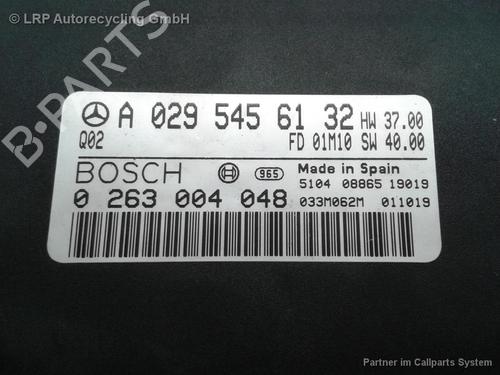 © LRP Autorecycling GmbH
B-PARTS
A 029 545 61 32 HW 37.00
Q02 FD 01M10 SW 40.00
BOSCH 965 Made in Spain
5104 08865 19019
0 263 004 048 033M062M 011019
Partner im Callparts System